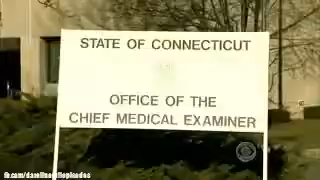 STATE OF CONNECTICUT
OFFICE OF THE
CHIEF MEDICAL EXAMINER